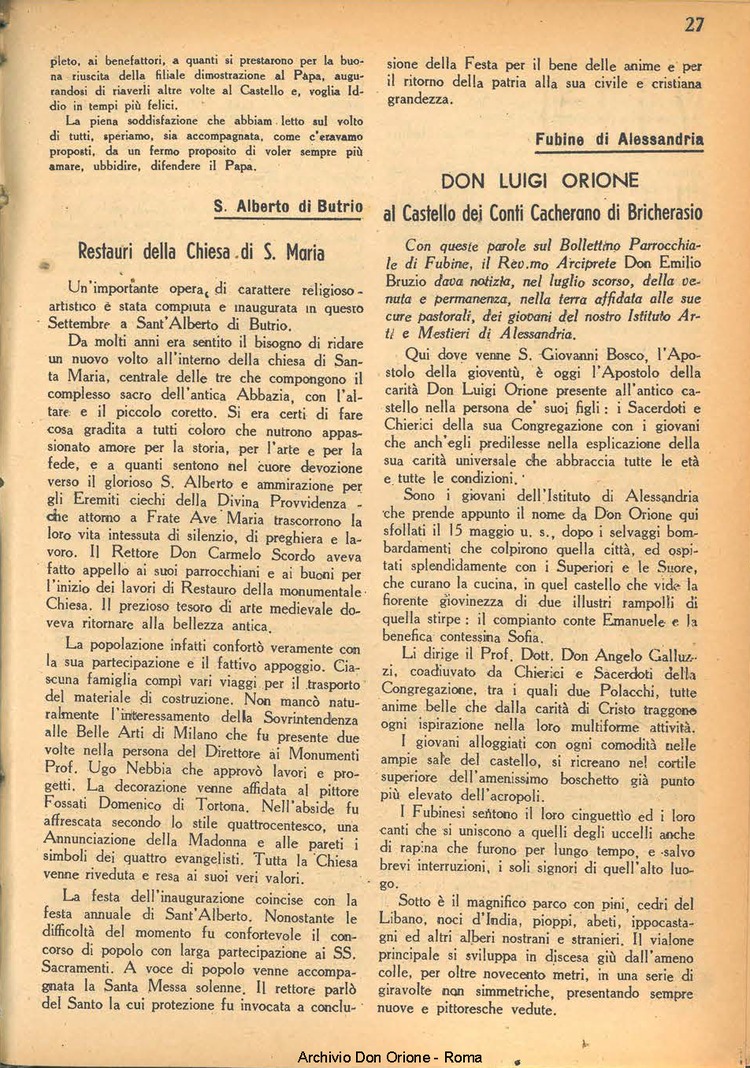 27
pleto, ai benefattori, a quanti si prestarono per la buo-
na riuscita della filiale dimostrazione al Papa, augu-
randosi di riaverli altre volte al Castello e, voglia Id-
dio in tempi più felici.
La piena soddisfazione che abbiam letto sul volto
di tutti, speriamo, sia accompagnata, come c'eravamo
proposti, da un fermo proposito di voler sempre più
amare, ubbidire, difendere il Papa.
S. Alberto di Butrio
Restauri della Chiesa di S. Maria
Un'importante opera, di carattere religioso-
artistico è stata compiuta e inaugurata in questo
Settembre a Sant'Alberto di Butrio.
Da molti anni era sentito il bisogno di ridare
un nuovo volto all'interno della chiesa di San-
ta Maria, centrale delle tre che compongono il
complesso sacro dell'antica Abbazia, con l'al-
tare e il piccolo coretto. Si era certi di fare
cosa gradita a tutti coloro che nutrono appas-
sionato amore per la storia, per l'arte e per la
fede, e a quanti sentono nel cuore devozione
verso il glorioso S. Alberto e ammirazione per
gli Eremiti ciechi della Divina Provvidenza -
che attorno a Frate Ave Maria trascorrono la
loro vita intessuta di silenzio, di preghiera e la-
voro. Il Rettore Don Carmelo Scordo aveva
fatto appello ai suoi parrocchiani e ai buoni per
l'inizio dei lavori di Restauro della monumentale
Chiesa. Il prezioso tesoro di arte medievale do-
veva ritornare alla bellezza antica.
La popolazione infatti confortò veramente con
la sua partecipazione e il fattivo appoggio. Cia-
scuna famiglia compì vari viaggi per il trasporto
del materiale di costruzione. Non mancò natu-
ralmente l'interessamento della Sovrintendenza
alle Belle Arti di Milano che fu presente due
volte nella persona del Direttore ai Monumenti
Prof. Ugo Nebbia che approvò lavori e pro-
getti. La decorazione venne affidata al pittore
Fossati Domenico di Tortona. Nell'abside fu
affrescata secondo lo stile quattrocentesco, una
Annunciazione della Madonna e alle pareti i
simboli dei quattro evangelisti. Tutta la Chiesa
venne riveduta e resa ai suoi veri valori.
La festa dell'inaugurazione coincise con la
festa annuale di Sant'Alberto. Nonostante le
difficoltà del momento fu confortevole il con-
corso di popolo con larga partecipazione ai SS.
Sacramenti. A voce di popolo venne accompa-
gnata la Santa Messa solenne. Il rettore parlò
del Santo la cui protezione fu invocata a conclu-
sione della Festa per il bene delle anime e per
il ritorno della patria alla sua civile e cristiana
grandezza.
Fubine di Alessandria
DON LUIGI ORIONE
al Castello dei Conti Cacherano di Bricherasio
Con queste parole sul Bollettino Parrocchia-
le di Fubine, il Rev.mo Arciprete Don Emilio
Bruzio dava notizia, nel luglio scorso, della ve-
nuta e permanenza, nella terra affidata alle sue
cure pastorali, dei giovani del nostro Istituto Ar-
ti e Mestieri di Alessandria.
Qui dove venne S. Giovanni Bosco, l'Apo-
stolo della gioventù, è oggi l'Apostolo della
carità Don Luigi Orione presente all'antico ca-
stello nella persona de' suoi figli : i Sacerdoti e
Chierici della sua Congregazione con i giovani
che anch'egli predilesse nella esplicazione della
sua carità universale che abbraccia tutte le età
e tutte le condizioni.
Sono i giovani dell'Istituto di Alessandria
che prende appunto il nome da Don Orione qui
sfollati il 15 maggio u. s., dopo i selvaggi bom-
bardamenti che colpirono quella città, ed ospi-
tati splendidamente con i Superiori e le Suore,
che curano la cucina, in quel castello che vide la
fiorente giovinezza di due illustri rampolli di
quella stirpe : il compianto conte Emanuele e la
benefica contessina Sofia.
Li dirige il Prof. Dott. Don Angelo Galluz-
zi, coadiuvato da Chierici e Sacerdoti della
Congregazione, tra i quali due Polacchi, tutte
anime belle che dalla carità di Cristo traggono
ogni ispirazione nella loro multiforme attività.
I giovani alloggiati con ogni comodità nelle
ampie sale del castello, si ricreano nel cortile
superiore dell'amenissimo boschetto già punto
più elevato dell'acropoli.
I Fubinesi sentono il loro cinguettìo ed i loro
canti che si uniscono a quelli degli uccelli anche
di rapina che furono per lungo tempo, e salvo
brevi interruzioni, i soli signori di quell'alto luo-
go.
Sotto è il magnifico parco con pini, cedri del
Libano, noci d'India, pioppi, abeti, ippocasta-
gni ed altri alberi nostrani e stranieri. Il vialone
principale si sviluppa in discesa giù dall'ameno
colle, per oltre novecento metri, in una serie di
giravolte non simmetriche, presentando sempre
nuove e pittoresche vedute.
Archivio Don Orione - Roma